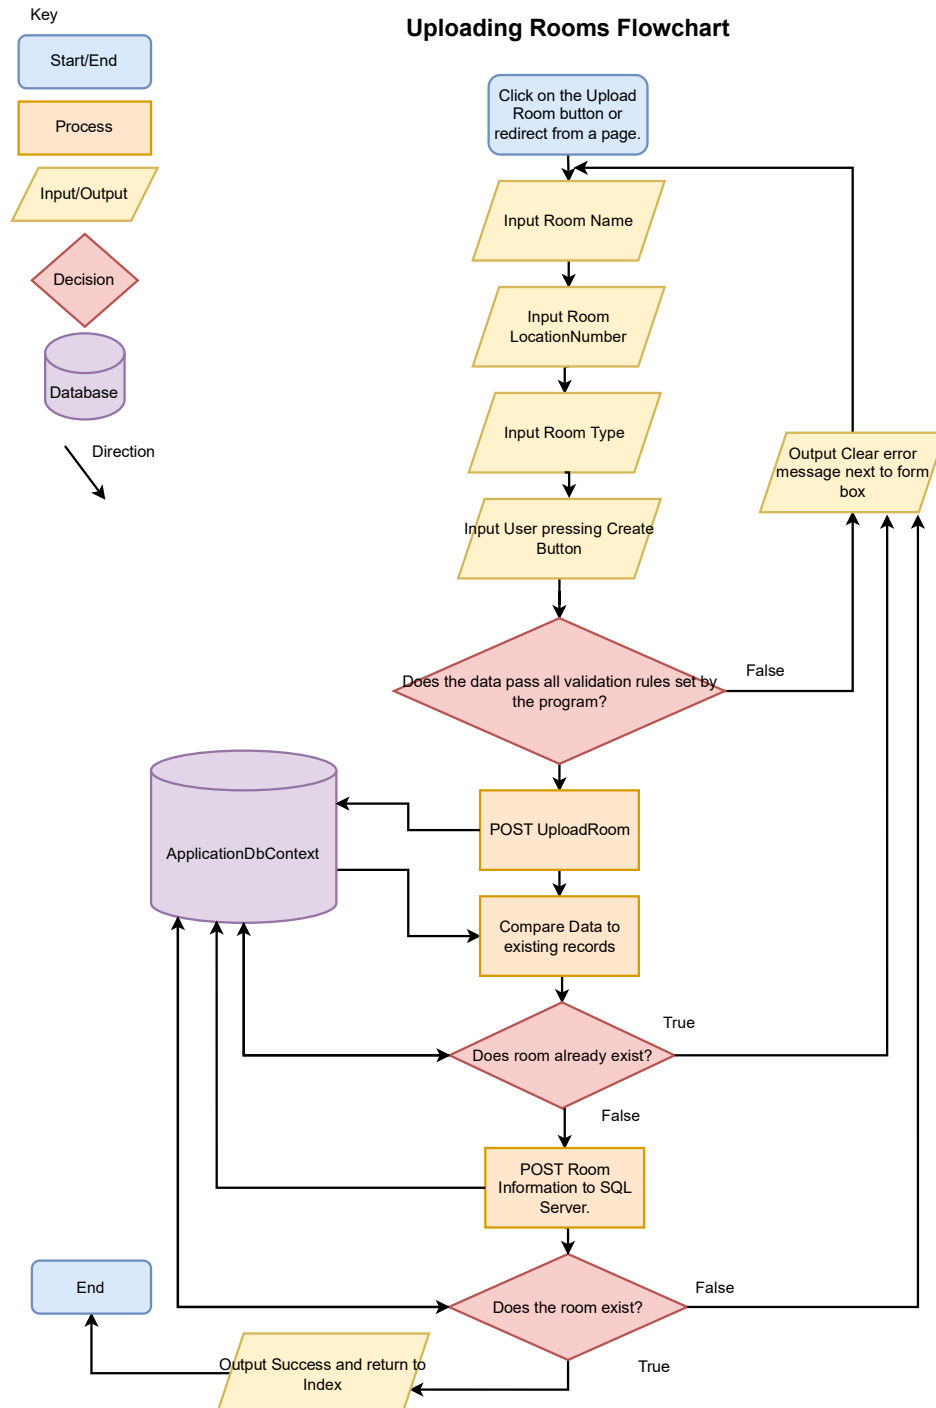 Key
Uploading Rooms Flowchart
Start/End
Process
Input/Output
Decision
Database
Direction
Click on the Upload
Room button or
redirect from a page.
Input Room Name
Input Room
LocationNumber
Input Room Type
Output Clear error
message next to form
box
Input User pressing Create
Button
Does the data pass all validation rules set by
the program?
False
POST UploadRoom
ApplicationDbContext
Compare Data to
existing records
Does room already exist?
True
False
POST Room
Information to SQL
Server.
Does the room exist?
False
True
Output Success and return to
Index
End